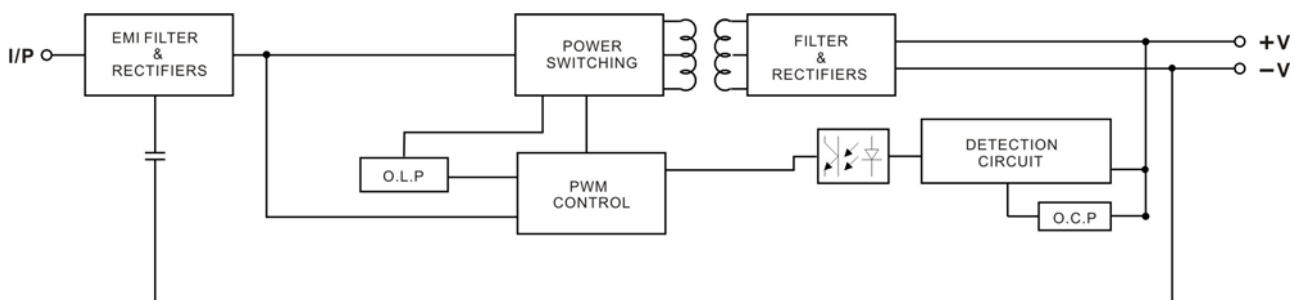 I/P
EMI FILTER
&
RECTIFIERS
POWER
SWITCHING
FILTER
&
RECTIFIERS
+V
−V
O.L.P
PWM
CONTROL
DETECTION
CIRCUIT
O.C.P